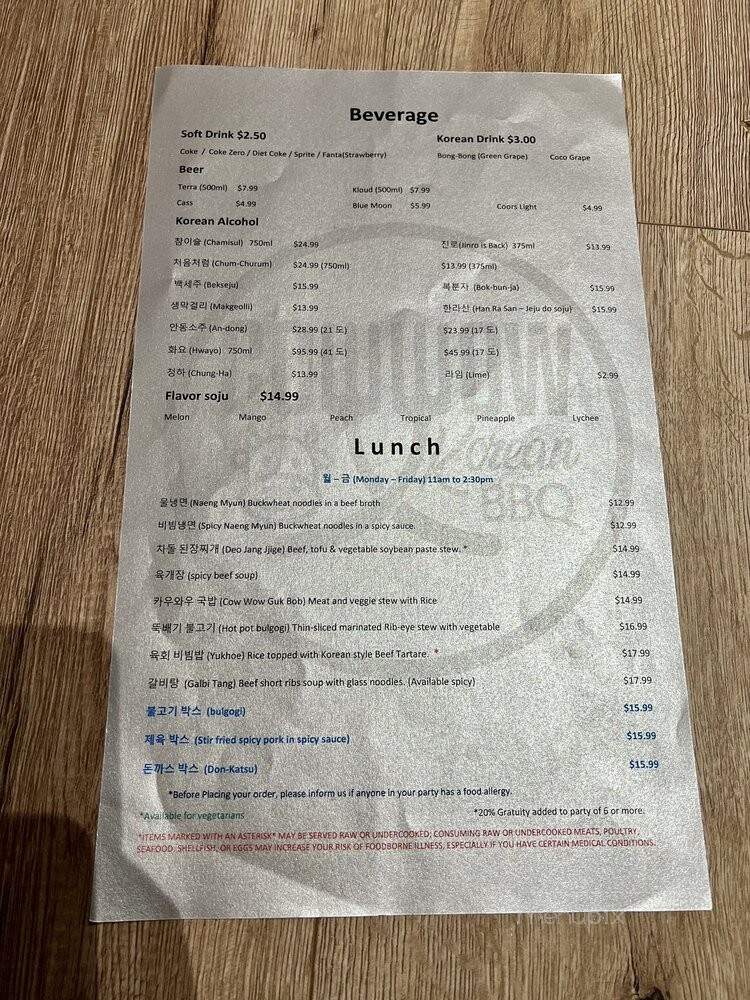 Beverage
Soft Drink $2.50 Korean Drink $3.00
Coke / Coke Zero / Diet Coke / Sprite / Fanta(Strawberry) Bong-Bong (Green Grape) Coco Grape
Beer
Terra (500ml) $7.99 Kloud (500ml) $7.99
Cass $4.99 Blue Moon $5.99 Coors Light $4.99
Korean Alcohol
참이슬 (Chamisul) 750ml $24.99 진로(Jinro is Back) 375ml $13.99
처음처럼 (Chum-Churum) $24.99 (750ml) $13.99 (375ml)
백세주 (Bekseju) $15.99 복분자 (Bok-bun-ja) $15.99
생막걸리 (Makgeolli) $13.99 한라산 (Han Ra San – Jeju do soju) $15.99
안동소주 (An-dong) $28.99 (21 도) $23.99 (17 도)
화요 (Hwayo) 750ml $95.99 (41 도) $45.99 (17 도)
청하 (Chung-Ha) $13.99 라임 (Lime) $2.99
Flavor soju $14.99
Melon Mango Peach Tropical Pineapple Lychee
Lunch
월 – 금 (Monday – Friday) 11am to 2:30pm
물냉면 (Naeng Myun) Buckwheat noodles in a beef broth $12.99
비빔냉면 (Spicy Naeng Myun) Buckwheat noodles in a spicy sauce. $12.99
차돌 된장찌개 (Deo Jang Jjige) Beef, tofu & vegetable soybean paste stew. * $14.99
육개장 (spicy beef soup) $14.99
카우와우 국밥 (Cow Wow Guk Bob) Meat and veggie stew with Rice $14.99
뚝배기 불고기 (Hot pot bulgogi) Thin-sliced marinated Rib-eye stew with vegetable $16.99
육회 비빔밥 (Yukhoe) Rice topped with Korean style Beef Tartare. * $17.99
갈비탕 (Galbi Tang) Beef short ribs soup with glass noodles. (Available spicy) $17.99
불고기 박스 (bulgogi) $15.99
제육 박스 (Stir fried spicy pork in spicy sauce) $15.99
돈까스 박스 (Don-Katsu) $15.99
*Before Placing your order, please inform us if anyone in your party has a food allergy.
*Available for vegetarians *20% Gratuity added to party of 6 or more.
*ITEMS MARKED WITH AN ASTERISK* MAY BE SERVED RAW OR UNDERCOOKED; CONSUMING RAW OR UNDERCOOKED MEATS, POULTRY,
SEAFOOD, SHELLFISH, OR EGGS MAY INCREASE YOUR RISK OF FOODBORNE ILLNESS, ESPECIALLY IF YOU HAVE CERTAIN MEDICAL CONDITIONS.
Korean
BBQ